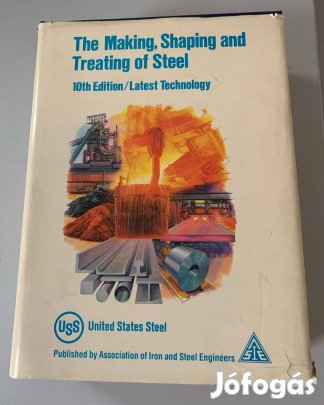 The Making, Shaping and
Treating of Steel
10th Edition/Latest Technology
USS United States Steel
Published by Association of Iron and Steel Engineers
Jófogás